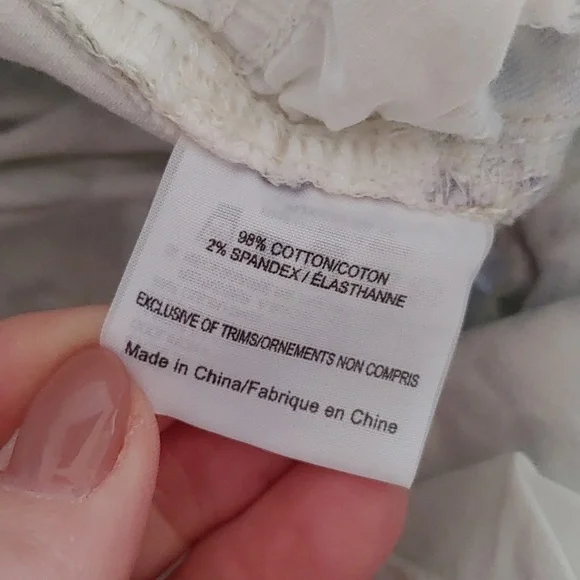 98% COTTON/COTON
2% SPANDEX / ÉLASTHANNE
EXCLUSIVE OF TRIMS/ORNEMENTS NON COMPRIS
Made in China/Fabrique en Chine